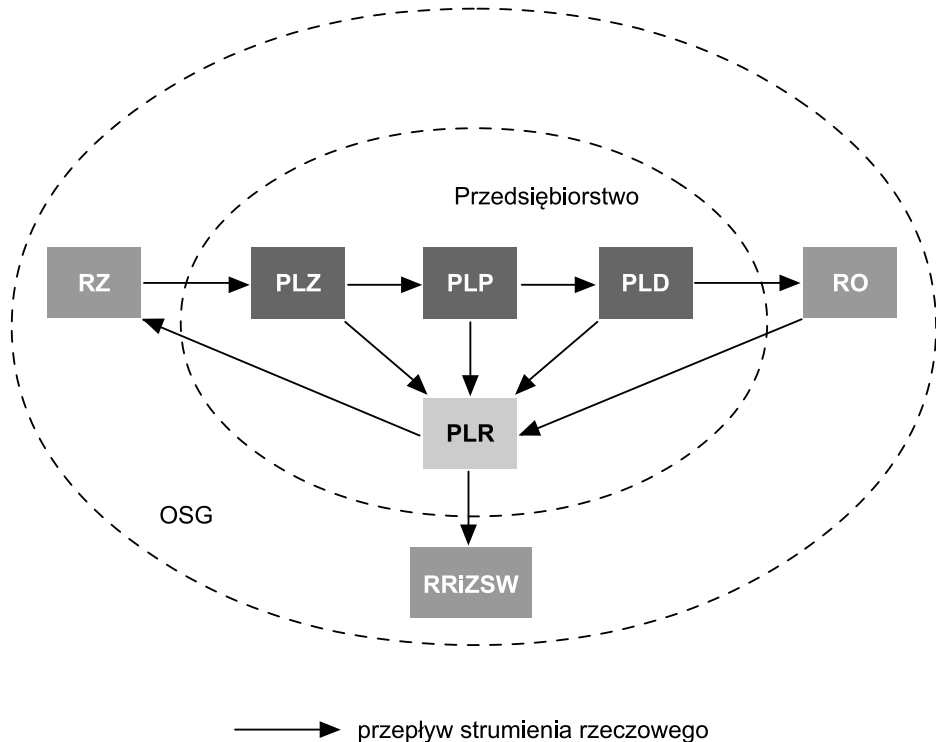 Przedsiębiorstwo
RZ
PLZ
PLP
PLD
RO
PLR
OSG
RRiZSW
przepływ strumienia rzeczowego